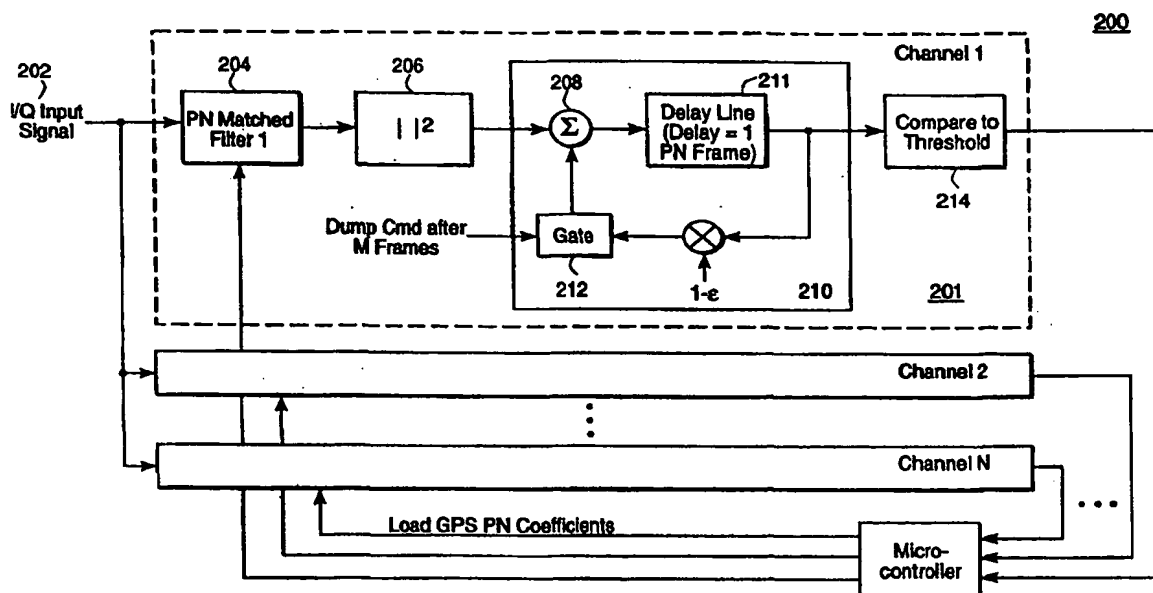 200
Channel 1
202
I/Q Input
Signal
204
PN Matched
Filter 1
206
| |2
208
Σ
211
Delay Line
(Delay = 1
PN Frame)
Compare to
Threshold
214
Dump Cmd after
M Frames
Gate
212
1-ε
210
201
Channel 2
Channel N
Load GPS PN Coefficients
Micro-
controller